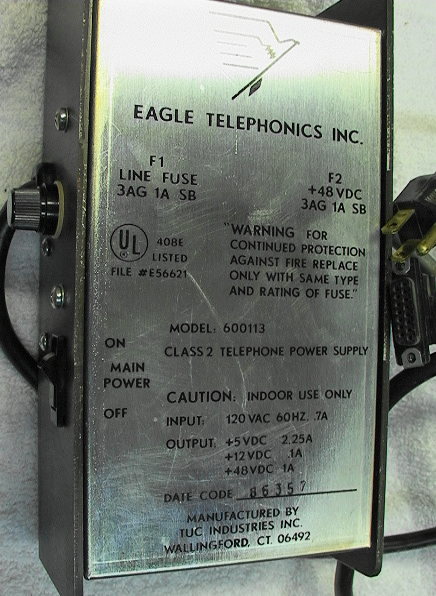 EAGLE TELEPHONICS INC.
F1
LINE FUSE
3AG 1A SB
F2
+48 VDC
3AG 1A SB
UL
408E
LISTED
FILE #E56621
"WARNING FOR
CONTINUED PROTECTION
AGAINST FIRE REPLACE
ONLY WITH SAME TYPE
AND RATING OF FUSE."
MODEL: 600113
CLASS 2 TELEPHONE POWER SUPPLY
ON
MAIN
POWER
OFF
CAUTION: INDOOR USE ONLY
INPUT: 120 VAC 60HZ. .7A
OUTPUT: +5VDC 2.25A
+12VDC .1A
+48VDC 1A
DATE CODE 86357
MANUFACTURED BY
TUC INDUSTRIES INC.
WALLINGFORD, CT. 06492